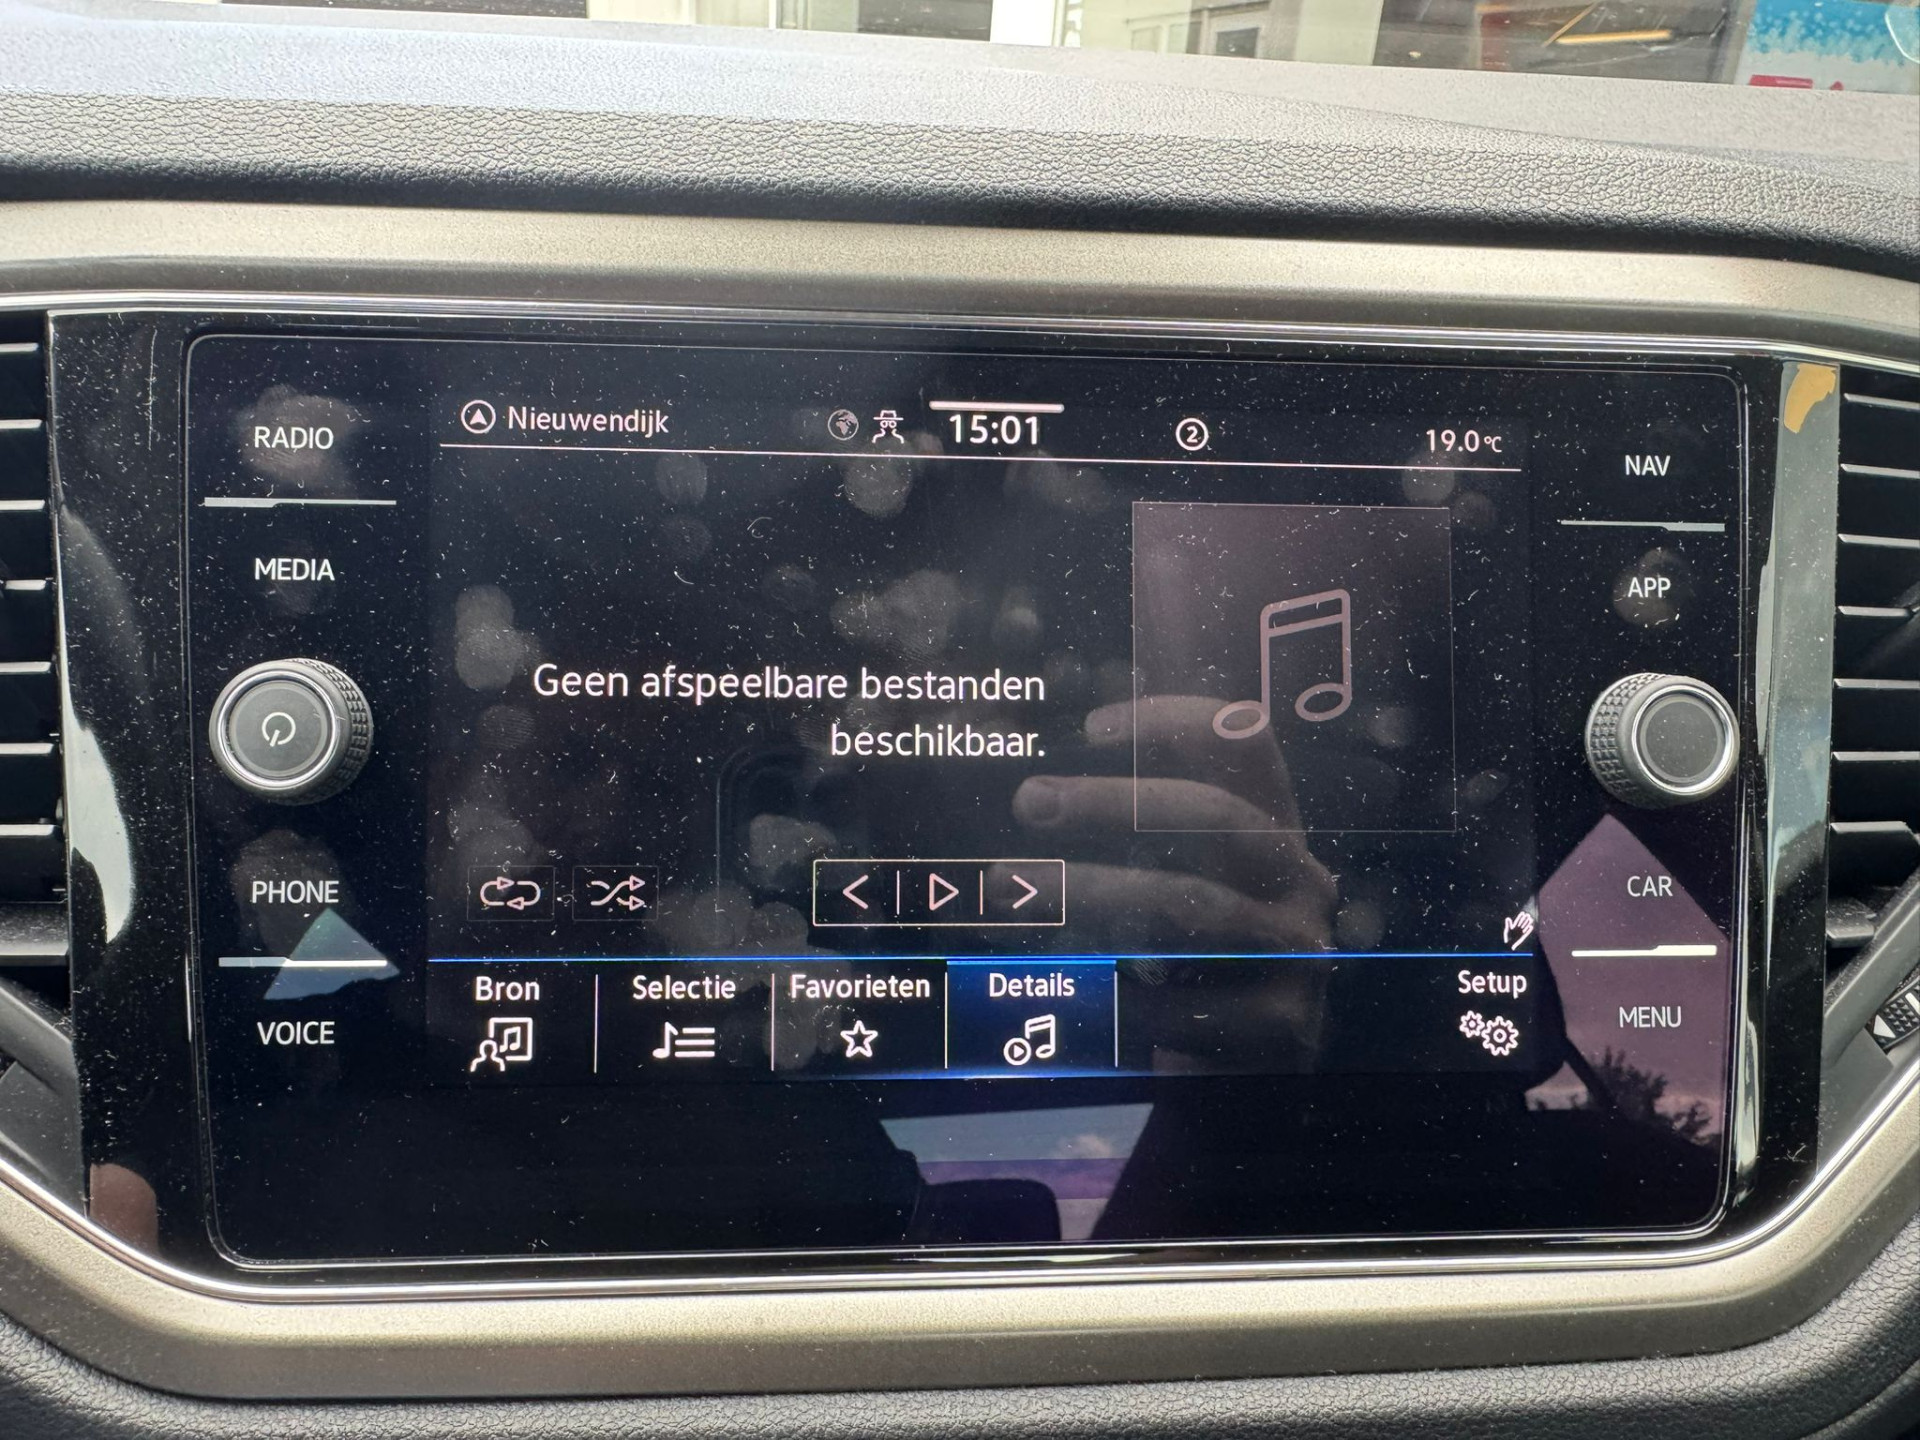 Nieuwendijk
15:01
2
19.0°C
RADIO
MEDIA
PHONE
VOICE
NAV
APP
CAR
MENU
Geen afspeelbare bestanden
beschikbaar.
Bron
Selectie
Favorieten
Details
Setup